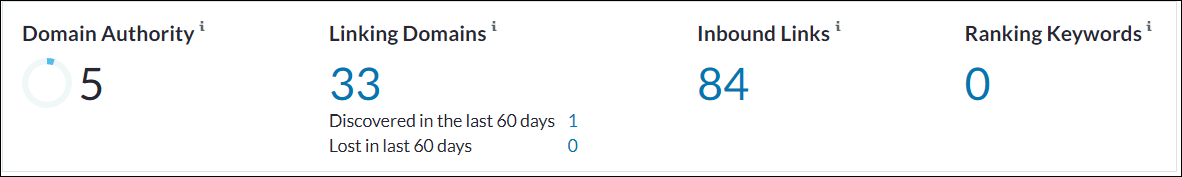 Domain Authority i
Linking Domains i
Inbound Links i
Ranking Keywords i
5
33
84
0
Discovered in the last 60 days 1
Lost in last 60 days 0